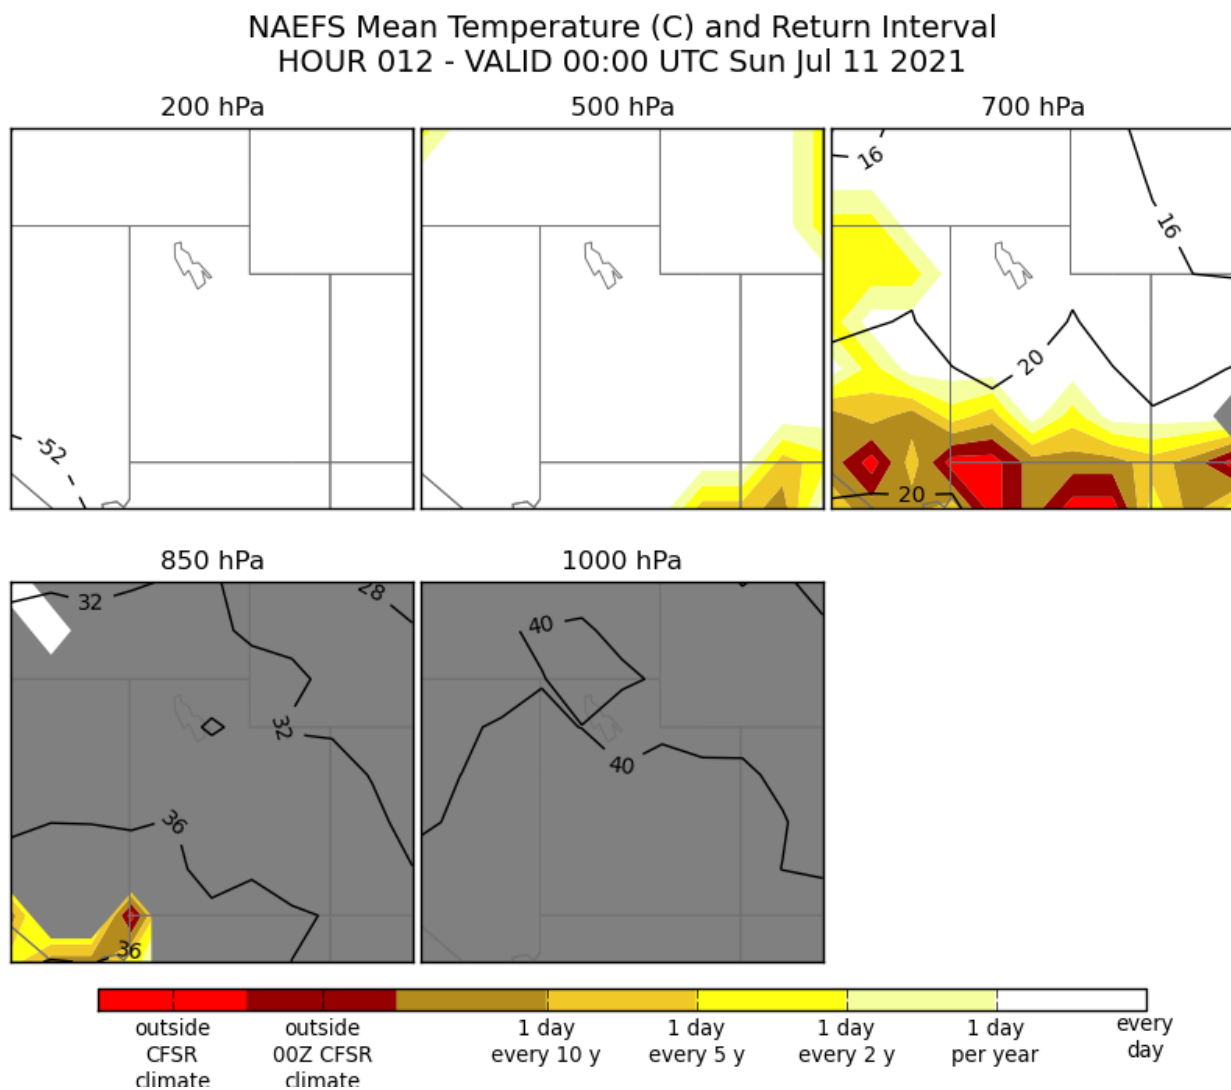 NAEFS Mean Temperature (C) and Return Interval
HOUR 012 - VALID 00:00 UTC Sun Jul 11 2021
200 hPa
500 hPa
700 hPa
-52
16
16
20
20
850 hPa
1000 hPa
32
28
32
36
36
40
40
outside CFSR climate
outside 00Z CFSR climate
1 day every 10 y
1 day every 5 y
1 day every 2 y
1 day per year
every day